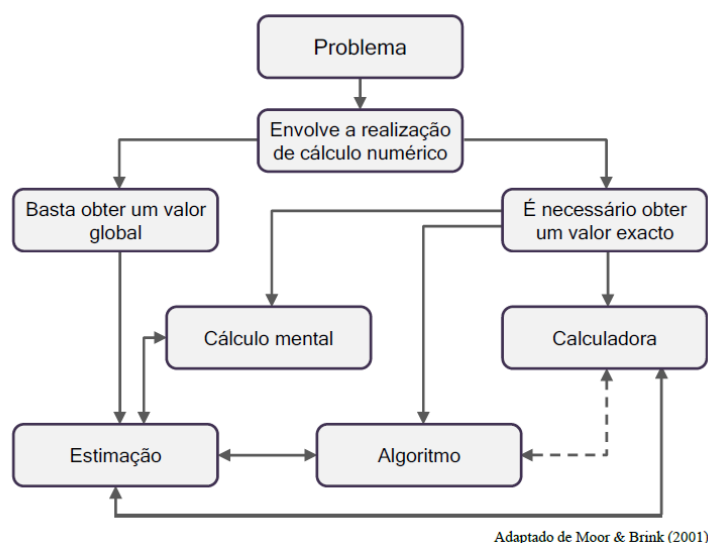 Problema
Envolve a realização
de cálculo numérico
Basta obter um valor
global
É necessário obter
um valor exacto
Cálculo mental
Calculadora
Estimação
Algoritmo
Adaptado de Moor & Brink (2001)